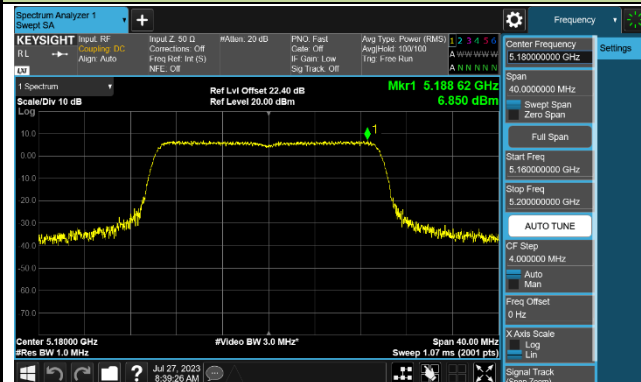 Spectrum Analyzer 1
Swept SA
Frequency
KEYSIGHT
RL
LXI
Input: RF
Coupling: DC
Align: Auto
Input Z: 50 Ω
Corrections: Off
Freq Ref: Int (S)
NFE: Off
#Atten: 20 dB
PNO: Fast
Gate: Off
IF Gain: Low
Sig Track: Off
Avg Type: Power (RMS)
Avg|Hold: 100/100
Trig: Free Run
1 2 3 4 5 6
A W W W W W
A N N N N N
1 Spectrum
Scale/Div 10 dB
Log
Ref Lvl Offset 22.40 dB
Ref Level 20.00 dBm
Mkr1 5.188 62 GHz
6.850 dBm
1
10.0
0.00
-10.0
-20.0
-30.0
-40.0
-50.0
-60.0
-70.0
Center 5.18000 GHz
#Res BW 1.0 MHz
#Video BW 3.0 MHz*
Span 40.00 MHz
Sweep 1.07 ms (2001 pts)
Jul 27, 2023
8:39:26 AM
Center Frequency
5.180000000 GHz
Settings
Span
40.0000000 MHz
Swept Span
Zero Span
Full Span
Start Freq
5.160000000 GHz
Stop Freq
5.200000000 GHz
AUTO TUNE
CF Step
4.000000 MHz
Auto
Man
Freq Offset
0 Hz
X Axis Scale
Log
Lin
Signal Track
(Span Zoom)